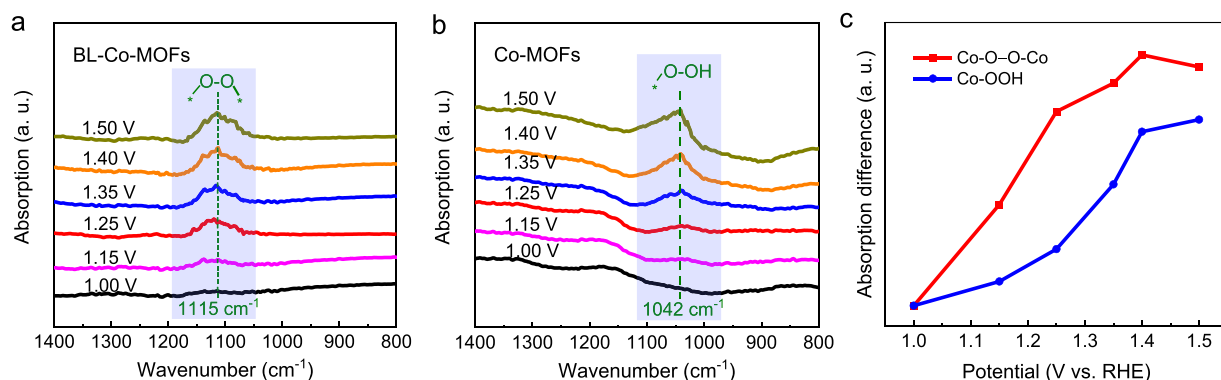 a
BL-Co-MOFs
O-O
* *
1.50 V
1.40 V
1.35 V
1.25 V
1.15 V
1.00 V
1115 cm⁻¹
Absorption (a. u.)
1400 1300 1200 1100 1000 900 800
Wavenumber (cm⁻¹)
b
Co-MOFs
O-OH
*
1.50 V
1.40 V
1.35 V
1.25 V
1.15 V
1.00 V
1042 cm⁻¹
Absorption (a. u.)
1400 1300 1200 1100 1000 900 800
Wavenumber (cm⁻¹)
c
Co-O–O-Co
Co-OOH
Absorption difference (a. u.)
1.0 1.1 1.2 1.3 1.4 1.5
Potential (V vs. RHE)